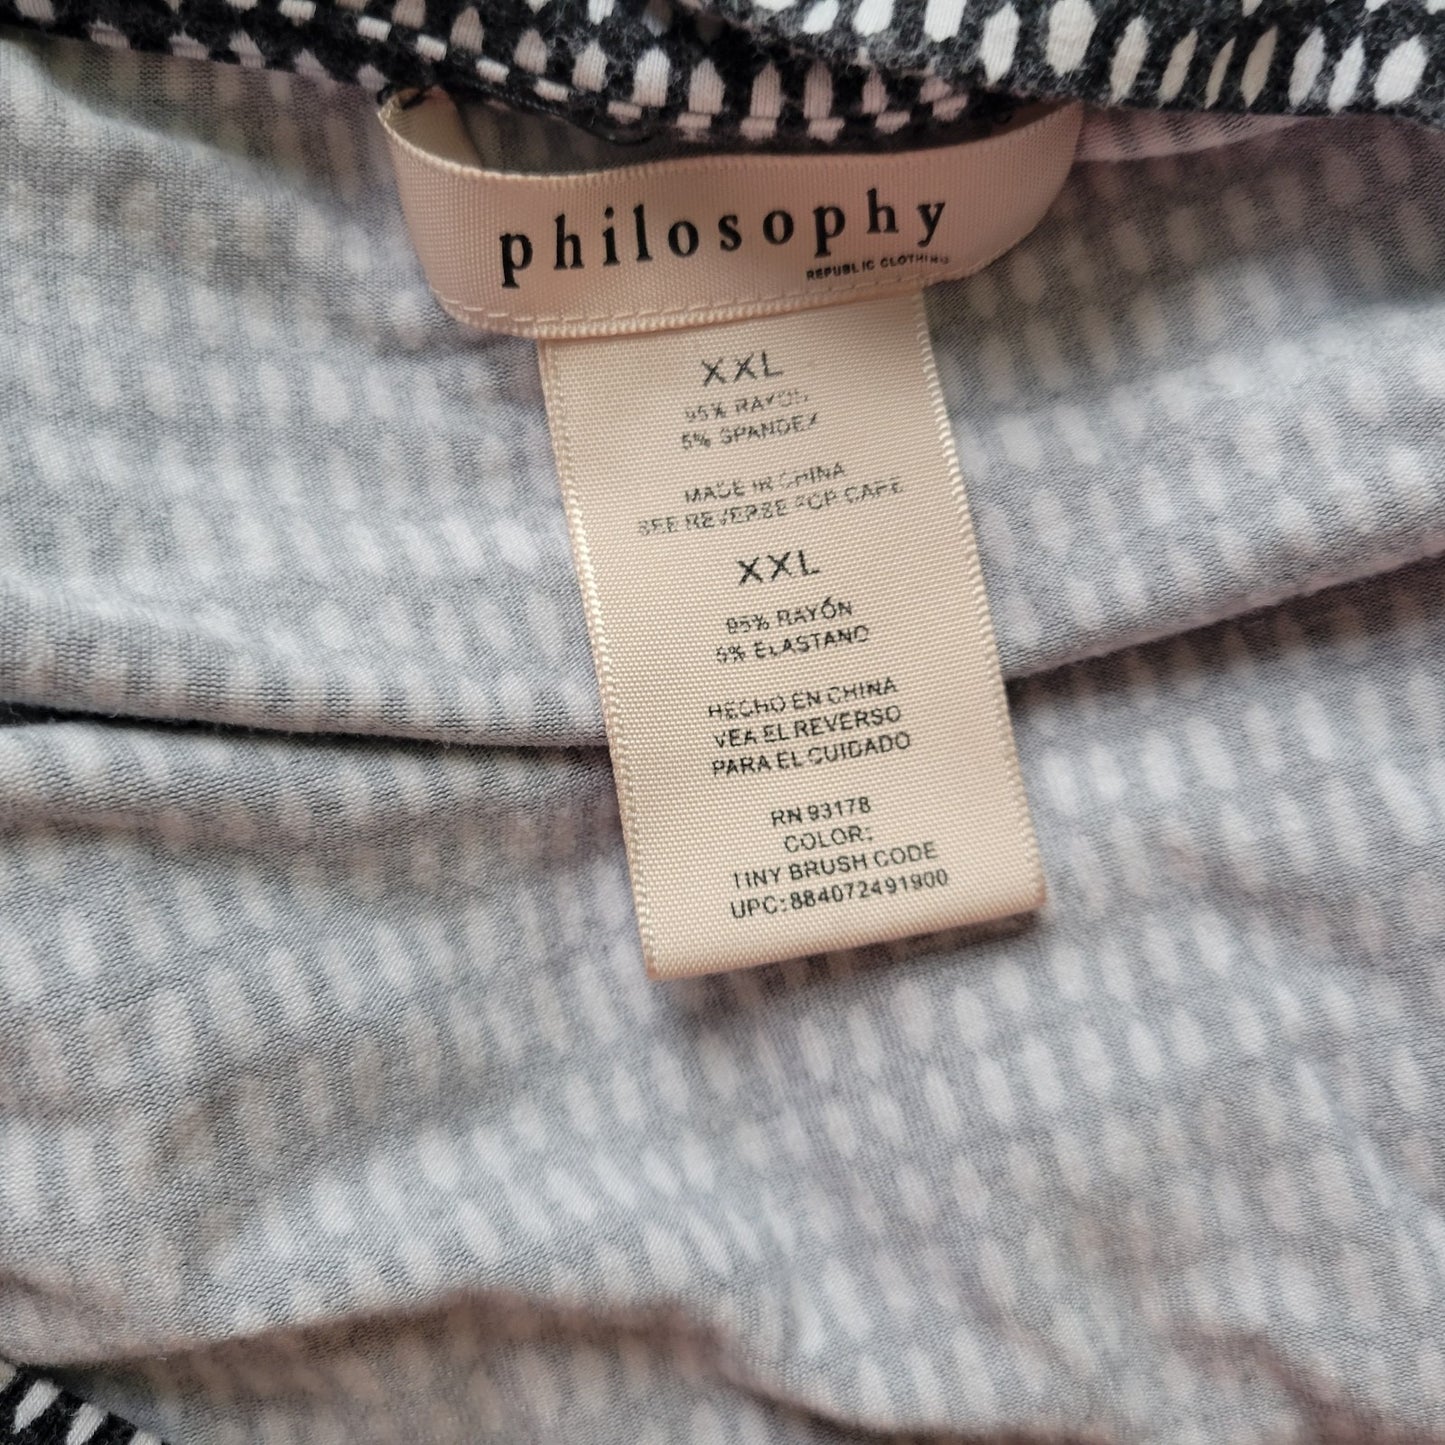 philosophy
REPUBLIC CLOTHING
XXL
95% RAYON
5% SPANDEX
MADE IN CHINA
SEE REVERSE FOR CARE
XXL
95% RAYÓN
5% ELASTANO
HECHO EN CHINA
VEA EL REVERSO
PARA EL CUIDADO
RN 93178
COLOR:
TINY BRUSH CODE
UPC:884072491900